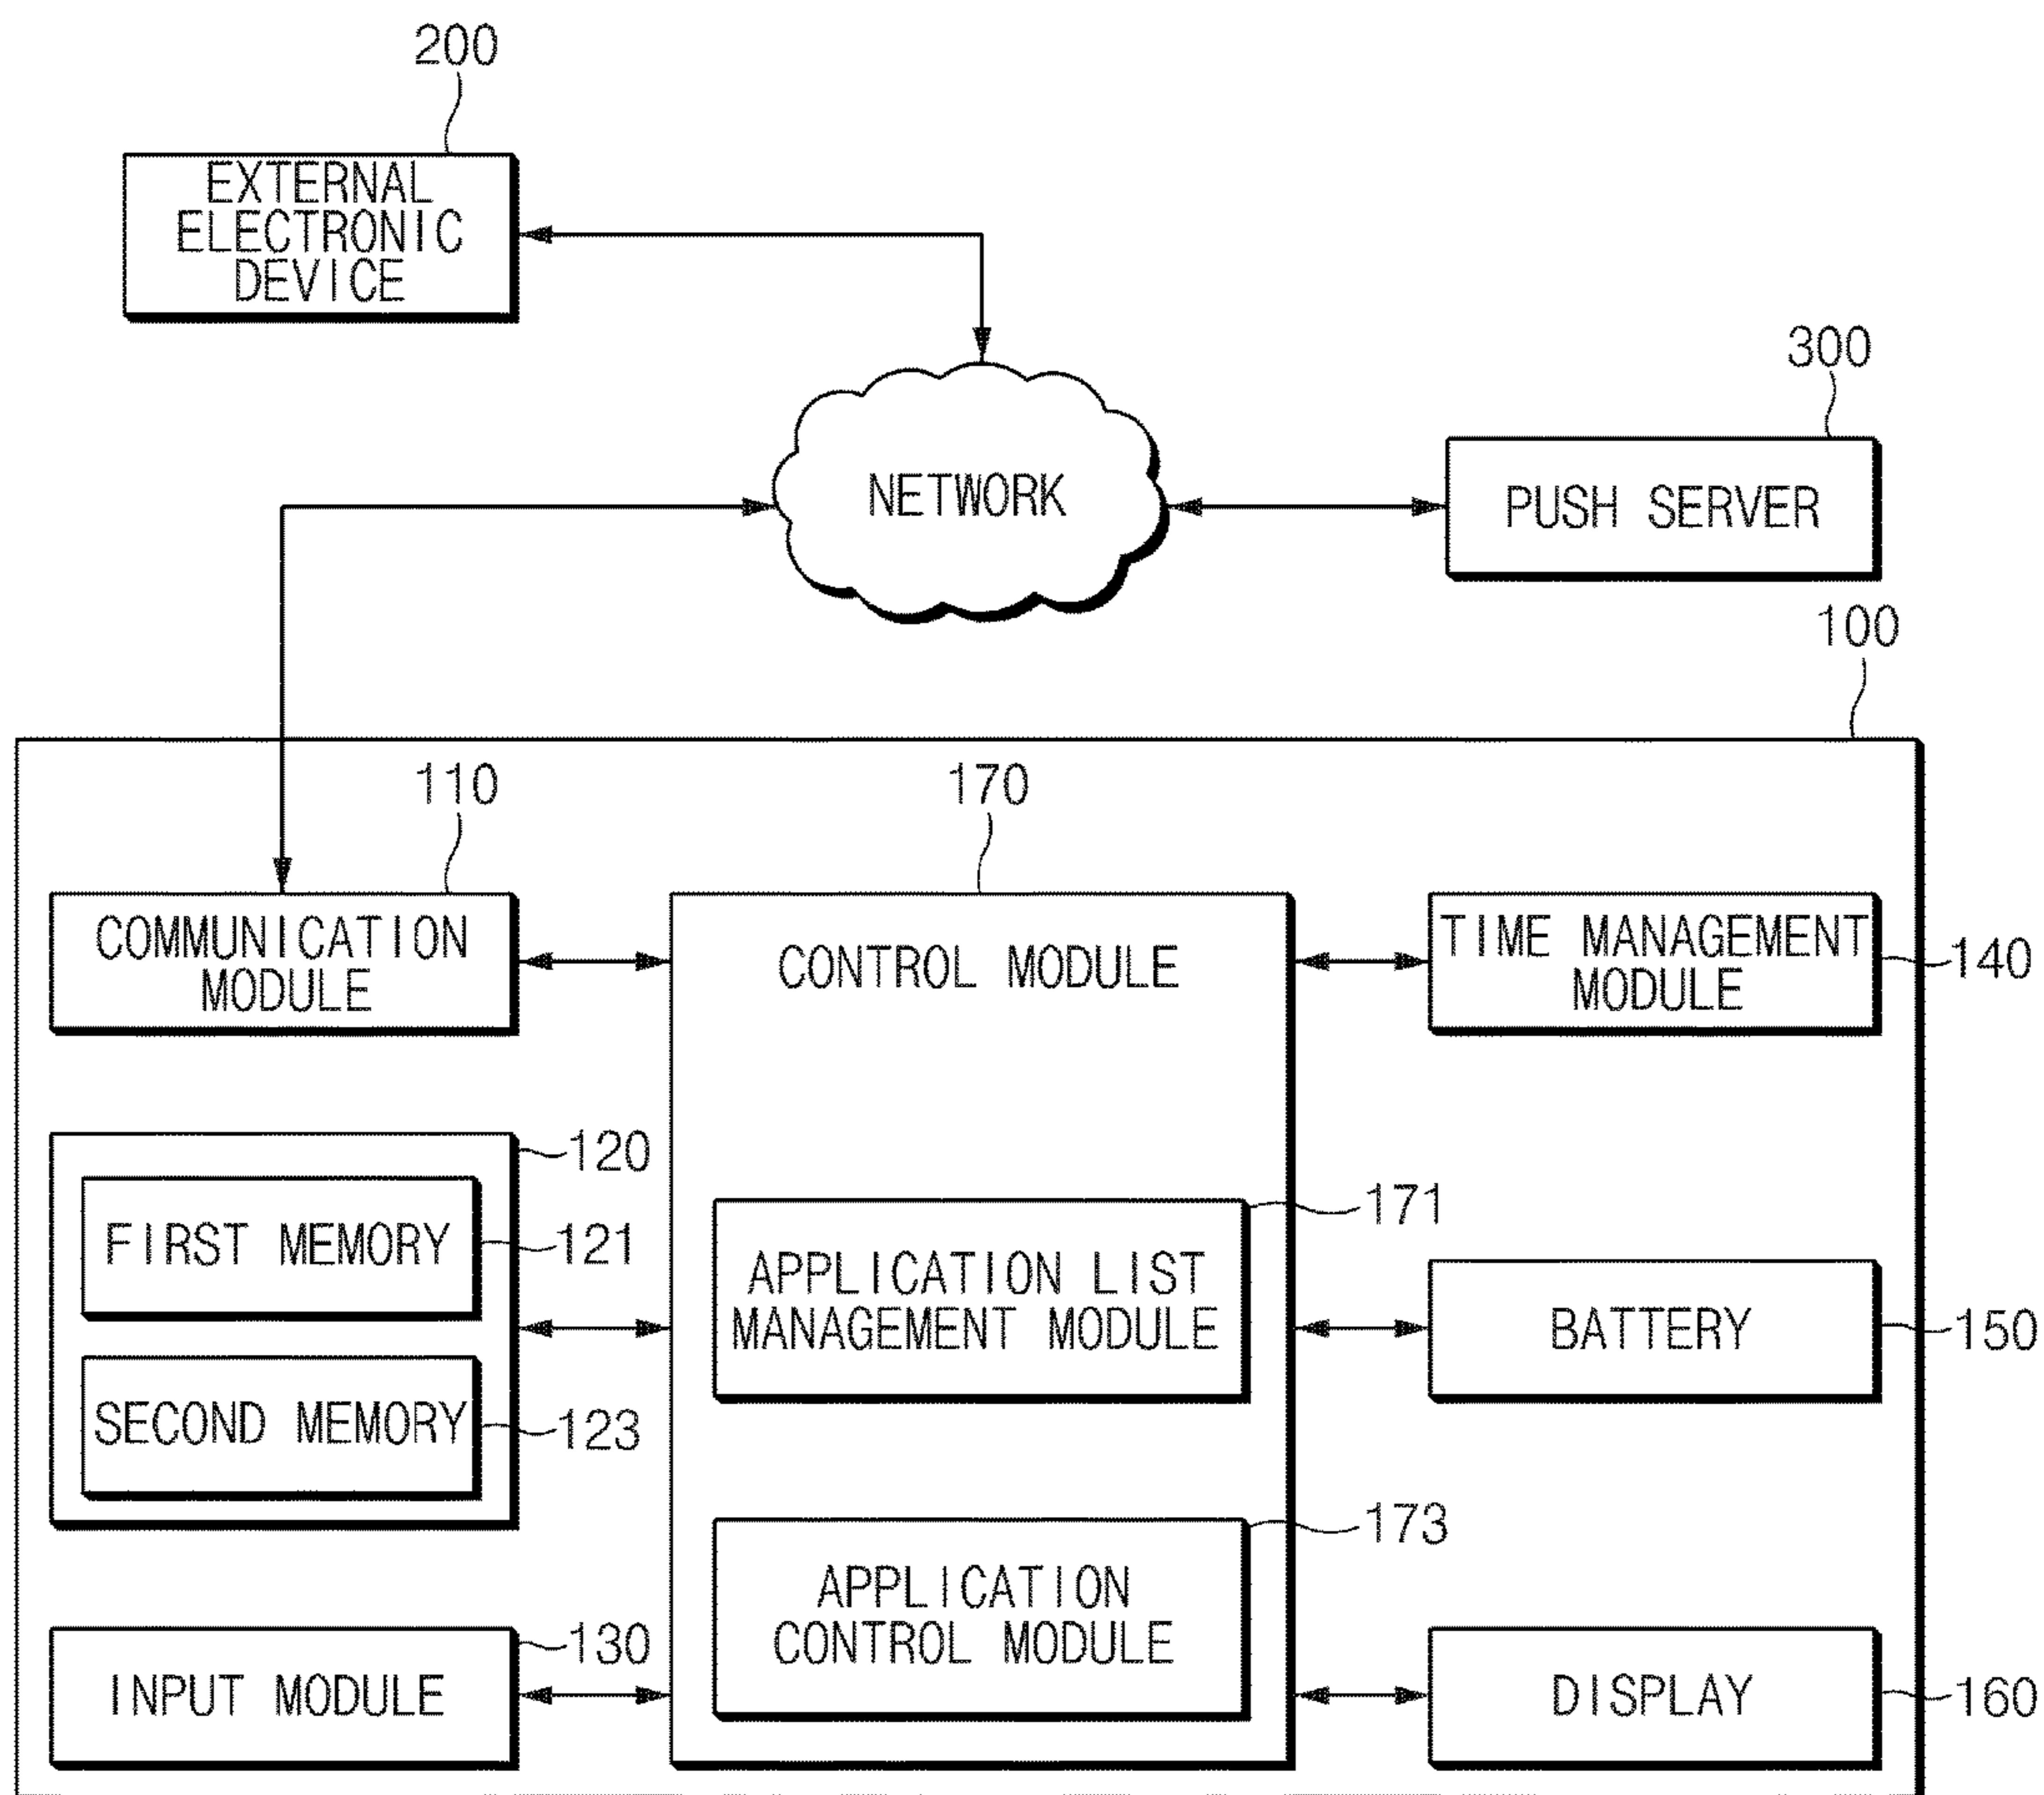 200
EXTERNAL
ELECTRONIC
DEVICE
300
NETWORK
PUSH SERVER
100
110
170
COMMUNICATION
MODULE
CONTROL MODULE
TIME MANAGEMENT
MODULE
140
120
FIRST MEMORY
121
SECOND MEMORY
123
171
APPLICATION LIST
MANAGEMENT MODULE
BATTERY
150
173
APPLICATION
CONTROL MODULE
130
INPUT MODULE
DISPLAY
160